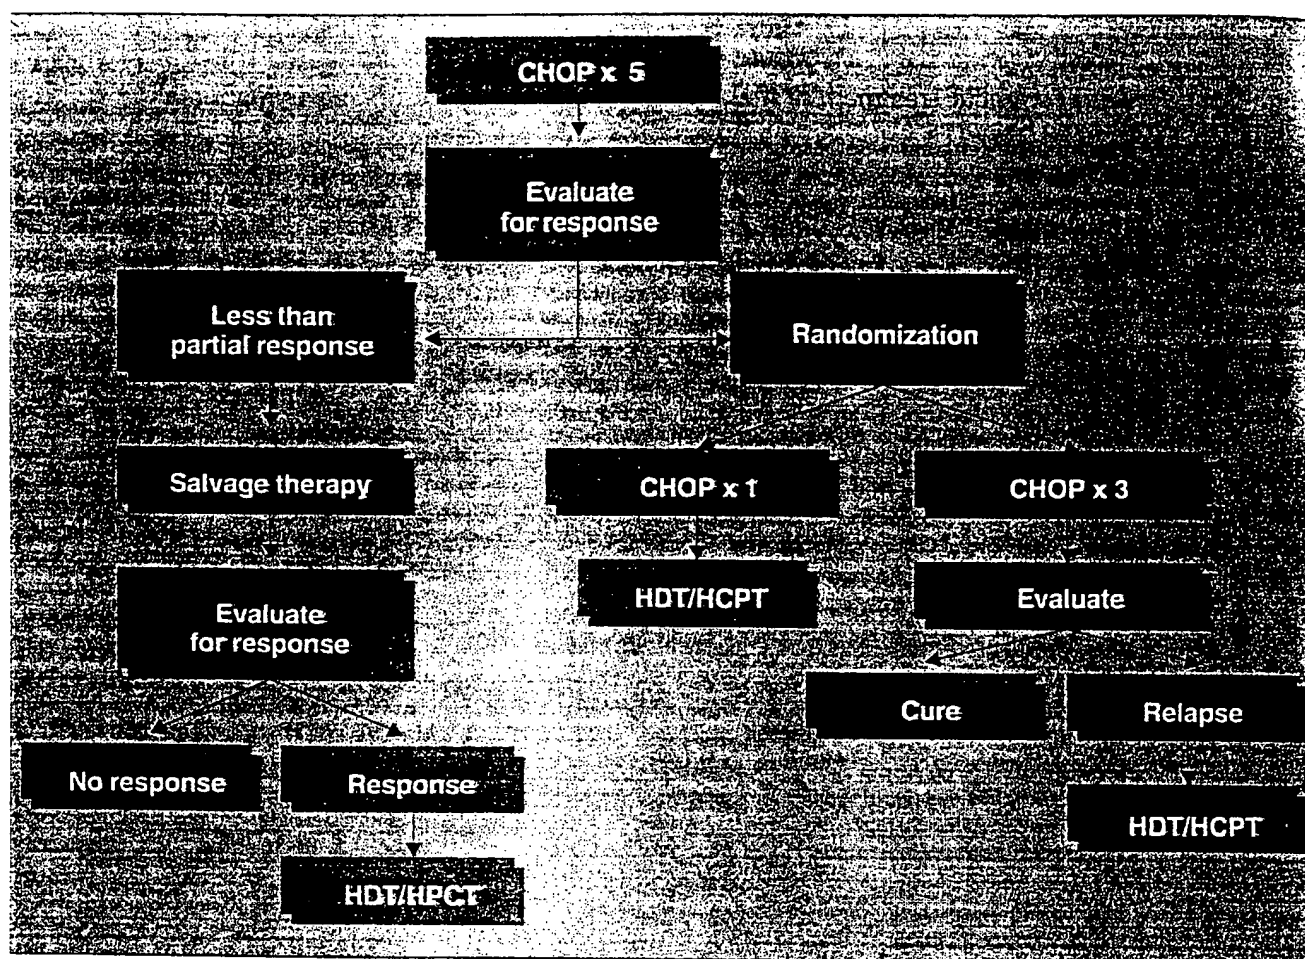 CHOP x 5
Evaluate
for response
Less than
partial response
Randomization
Salvage therapy
CHOP x 1
CHOP x 3
Evaluate
for response
HDT/HCPT
Evaluate
Cure
Relapse
No response
Response
HDT/HCPT
HDT/HPCT